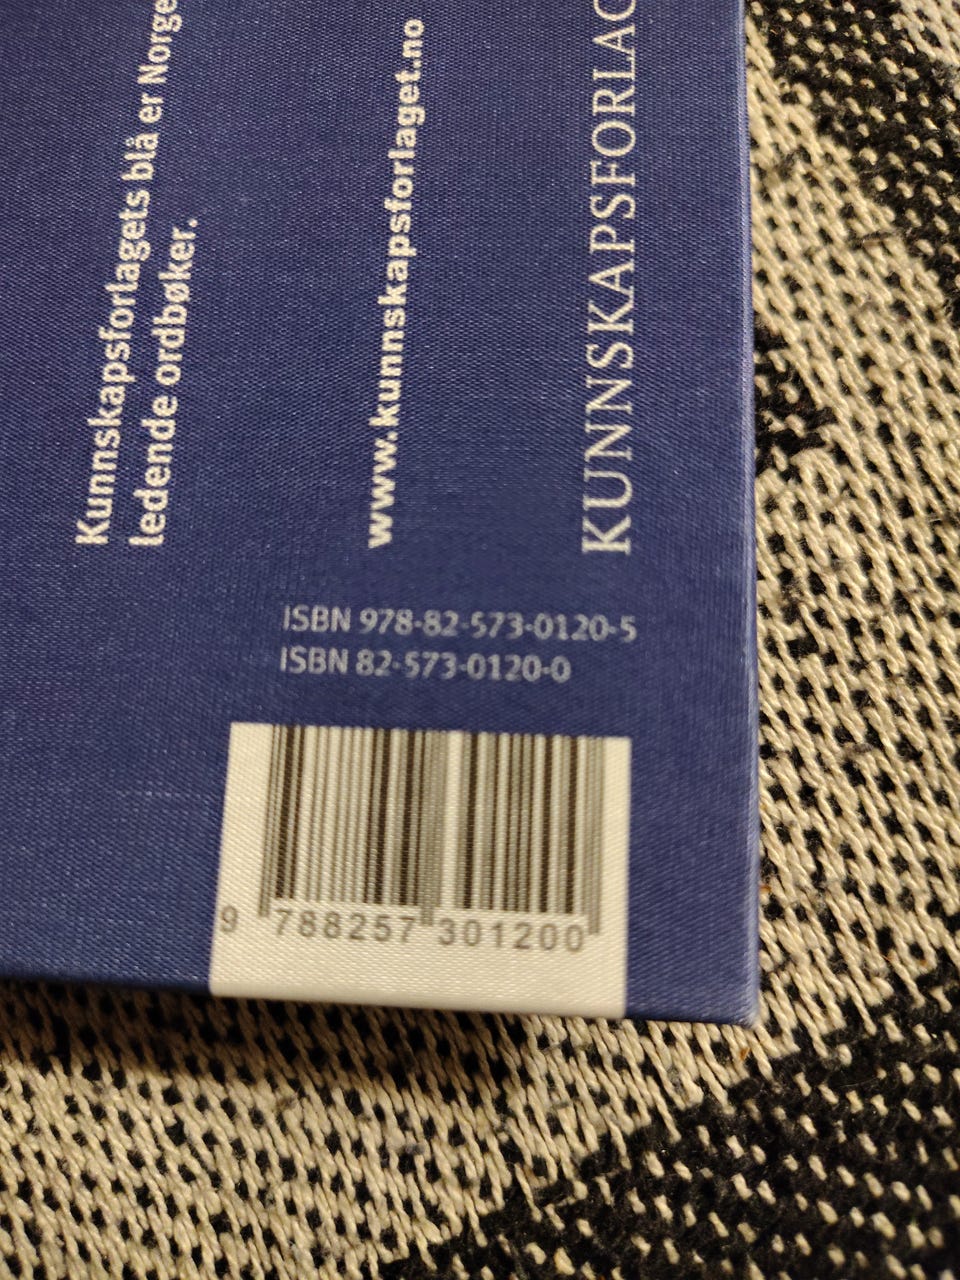 Kunnskapsforlagets blå er Norge
ledende ordbøker.
www.kunnskapsforlaget.no
KUNNSKAPSFORLAG
ISBN 978-82-573-0120-5
ISBN 82-573-0120-0
9 788257 301200